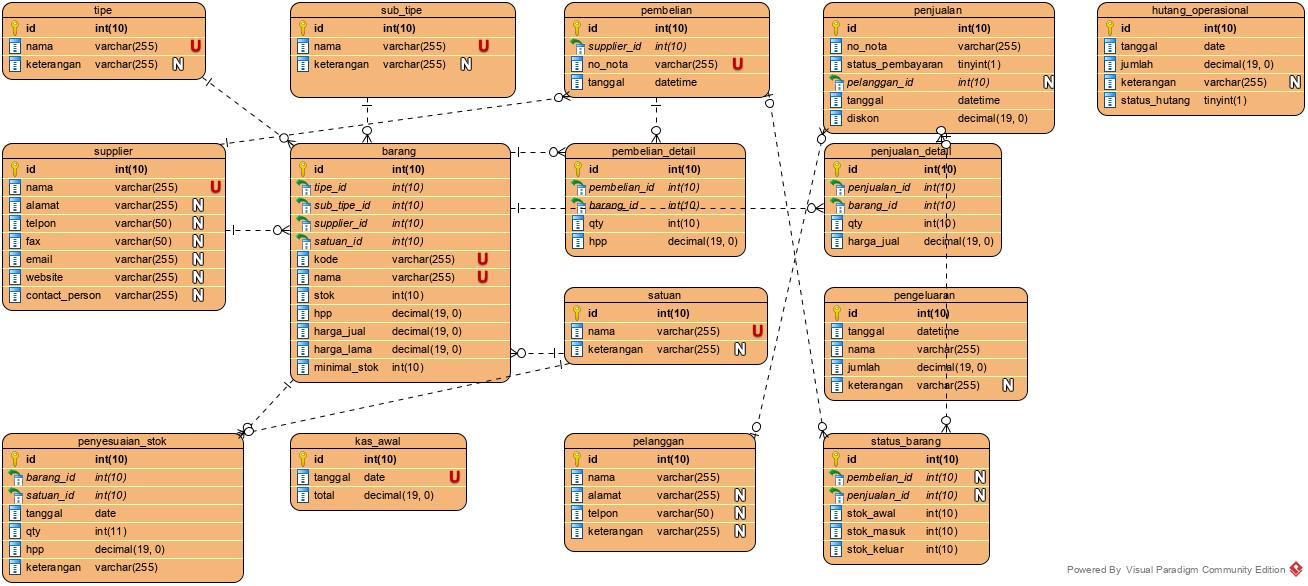 tipe
id int(10)
nama varchar(255) U
keterangan varchar(255) N
sub_tipe
id int(10)
nama varchar(255) U
keterangan varchar(255) N
pembelian
id int(10)
supplier_id int(10)
no_nota varchar(255) U
tanggal datetime
penjualan
id int(10)
no_nota varchar(255)
status_pembayaran tinyint(1)
pelanggan_id int(10) N
tanggal datetime
diskon decimal(19, 0)
hutang_operasional
id int(10)
tanggal date
jumlah decimal(19, 0)
keterangan varchar(255) N
status_hutang tinyint(1)
supplier
id int(10)
nama varchar(255) U
alamat varchar(255) N
telpon varchar(50) N
fax varchar(50) N
email varchar(255) N
website varchar(255) N
contact_person varchar(255) N
barang
id int(10)
tipe_id int(10)
sub_tipe_id int(10)
supplier_id int(10)
satuan_id int(10)
kode varchar(255) U
nama varchar(255) U
stok int(10)
hpp decimal(19, 0)
harga_jual decimal(19, 0)
harga_lama decimal(19, 0)
minimal_stok int(10)
pembelian_detail
id int(10)
pembelian_id int(10)
barang_id int(10)
qty int(10)
hpp decimal(19, 0)
penjualan_detail
id int(10)
penjualan_id int(10)
barang_id int(10)
qty int(10)
harga_jual decimal(19, 0)
satuan
id int(10)
nama varchar(255) U
keterangan varchar(255) N
pengeluaran
id int(10)
tanggal datetime
nama varchar(255)
jumlah decimal(19, 0)
keterangan varchar(255) N
penyesuaian_stok
id int(10)
barang_id int(10)
satuan_id int(10)
tanggal date
qty int(11)
hpp decimal(19, 0)
keterangan varchar(255)
kas_awal
id int(10)
tanggal date U
total decimal(19, 0)
pelanggan
id int(10)
nama varchar(255)
alamat varchar(255) N
telpon varchar(50) N
keterangan varchar(255) N
status_barang
id int(10)
pembelian_id int(10) N
penjualan_id int(10) N
stok_awal int(10)
stok_masuk int(10)
stok_keluar int(10)
Powered By Visual Paradigm Community Edition